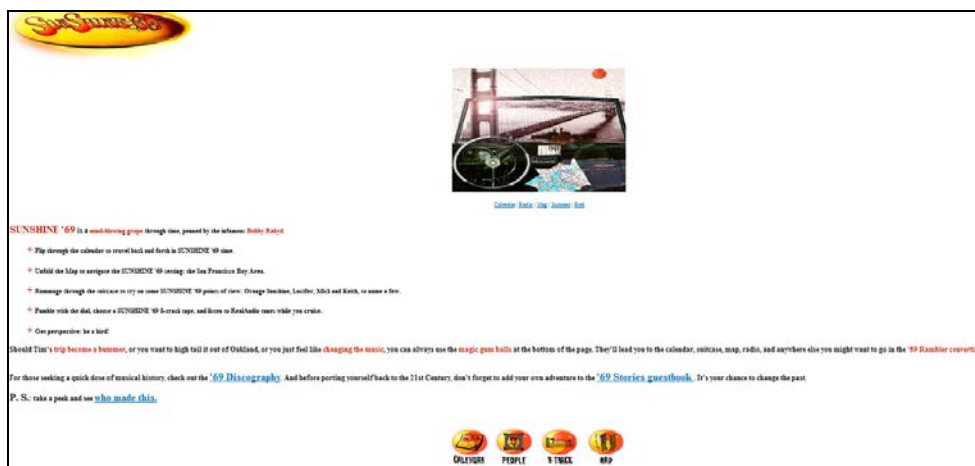 SunShine 69
Calendar | Radio | Map | Suitcase | Bird
SUNSHINE '69 is a mind-blowing grope through time, penned by the infamous Bobby Rabyd.
Flip through the calendar to travel back and forth in SUNSHINE '69 time.
Unfold the Map to navigate the SUNSHINE '69 setting: the San Francisco Bay Area.
Rummage through the suitcase to try on some SUNSHINE '69 points of view: Orange Sunshine, Lucifer, Mick and Keith, to name a few.
Fumble with the dial, choose a SUNSHINE '69 8-track tape, and listen to RealAudio tunes while you cruise.
Get perspective: be a bird!
Should Tim's trip become a bummer, or you want to high tail it out of Oakland, or you just feel like changing the music, you can always use the magic gum balls at the bottom of the page. They'll lead you to the calendar, suitcase, map, radio, and anywhere else you might want to go in the '69 Rambler converti
For those seeking a quick dose of musical history, check out the '69 Discography. And before porting yourself back to the 21st Century, don't forget to add your own adventure to the '69 Stories guestbook . It's your chance to change the past.
P. S.: take a peek and see who made this.
CALENDAR PEOPLE 8-TRACK MAP